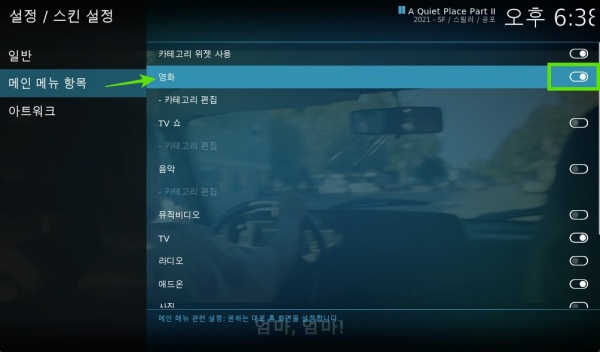 설정 / 스킨 설정
A Quiet Place Part II
2021 - SF / 스릴러 / 공포
오후 6:38
일반
메인 메뉴 항목
아트워크
카테고리 위젯 사용
영화
- 카테고리 편집
TV 쇼
- 카테고리 편집
음악
- 카테고리 편집
뮤직비디오
TV
라디오
애드온
사진
메인 메뉴 관련 설정: 원하는 대로 홈 화면을 설정합니다.
엄마, 엄마!